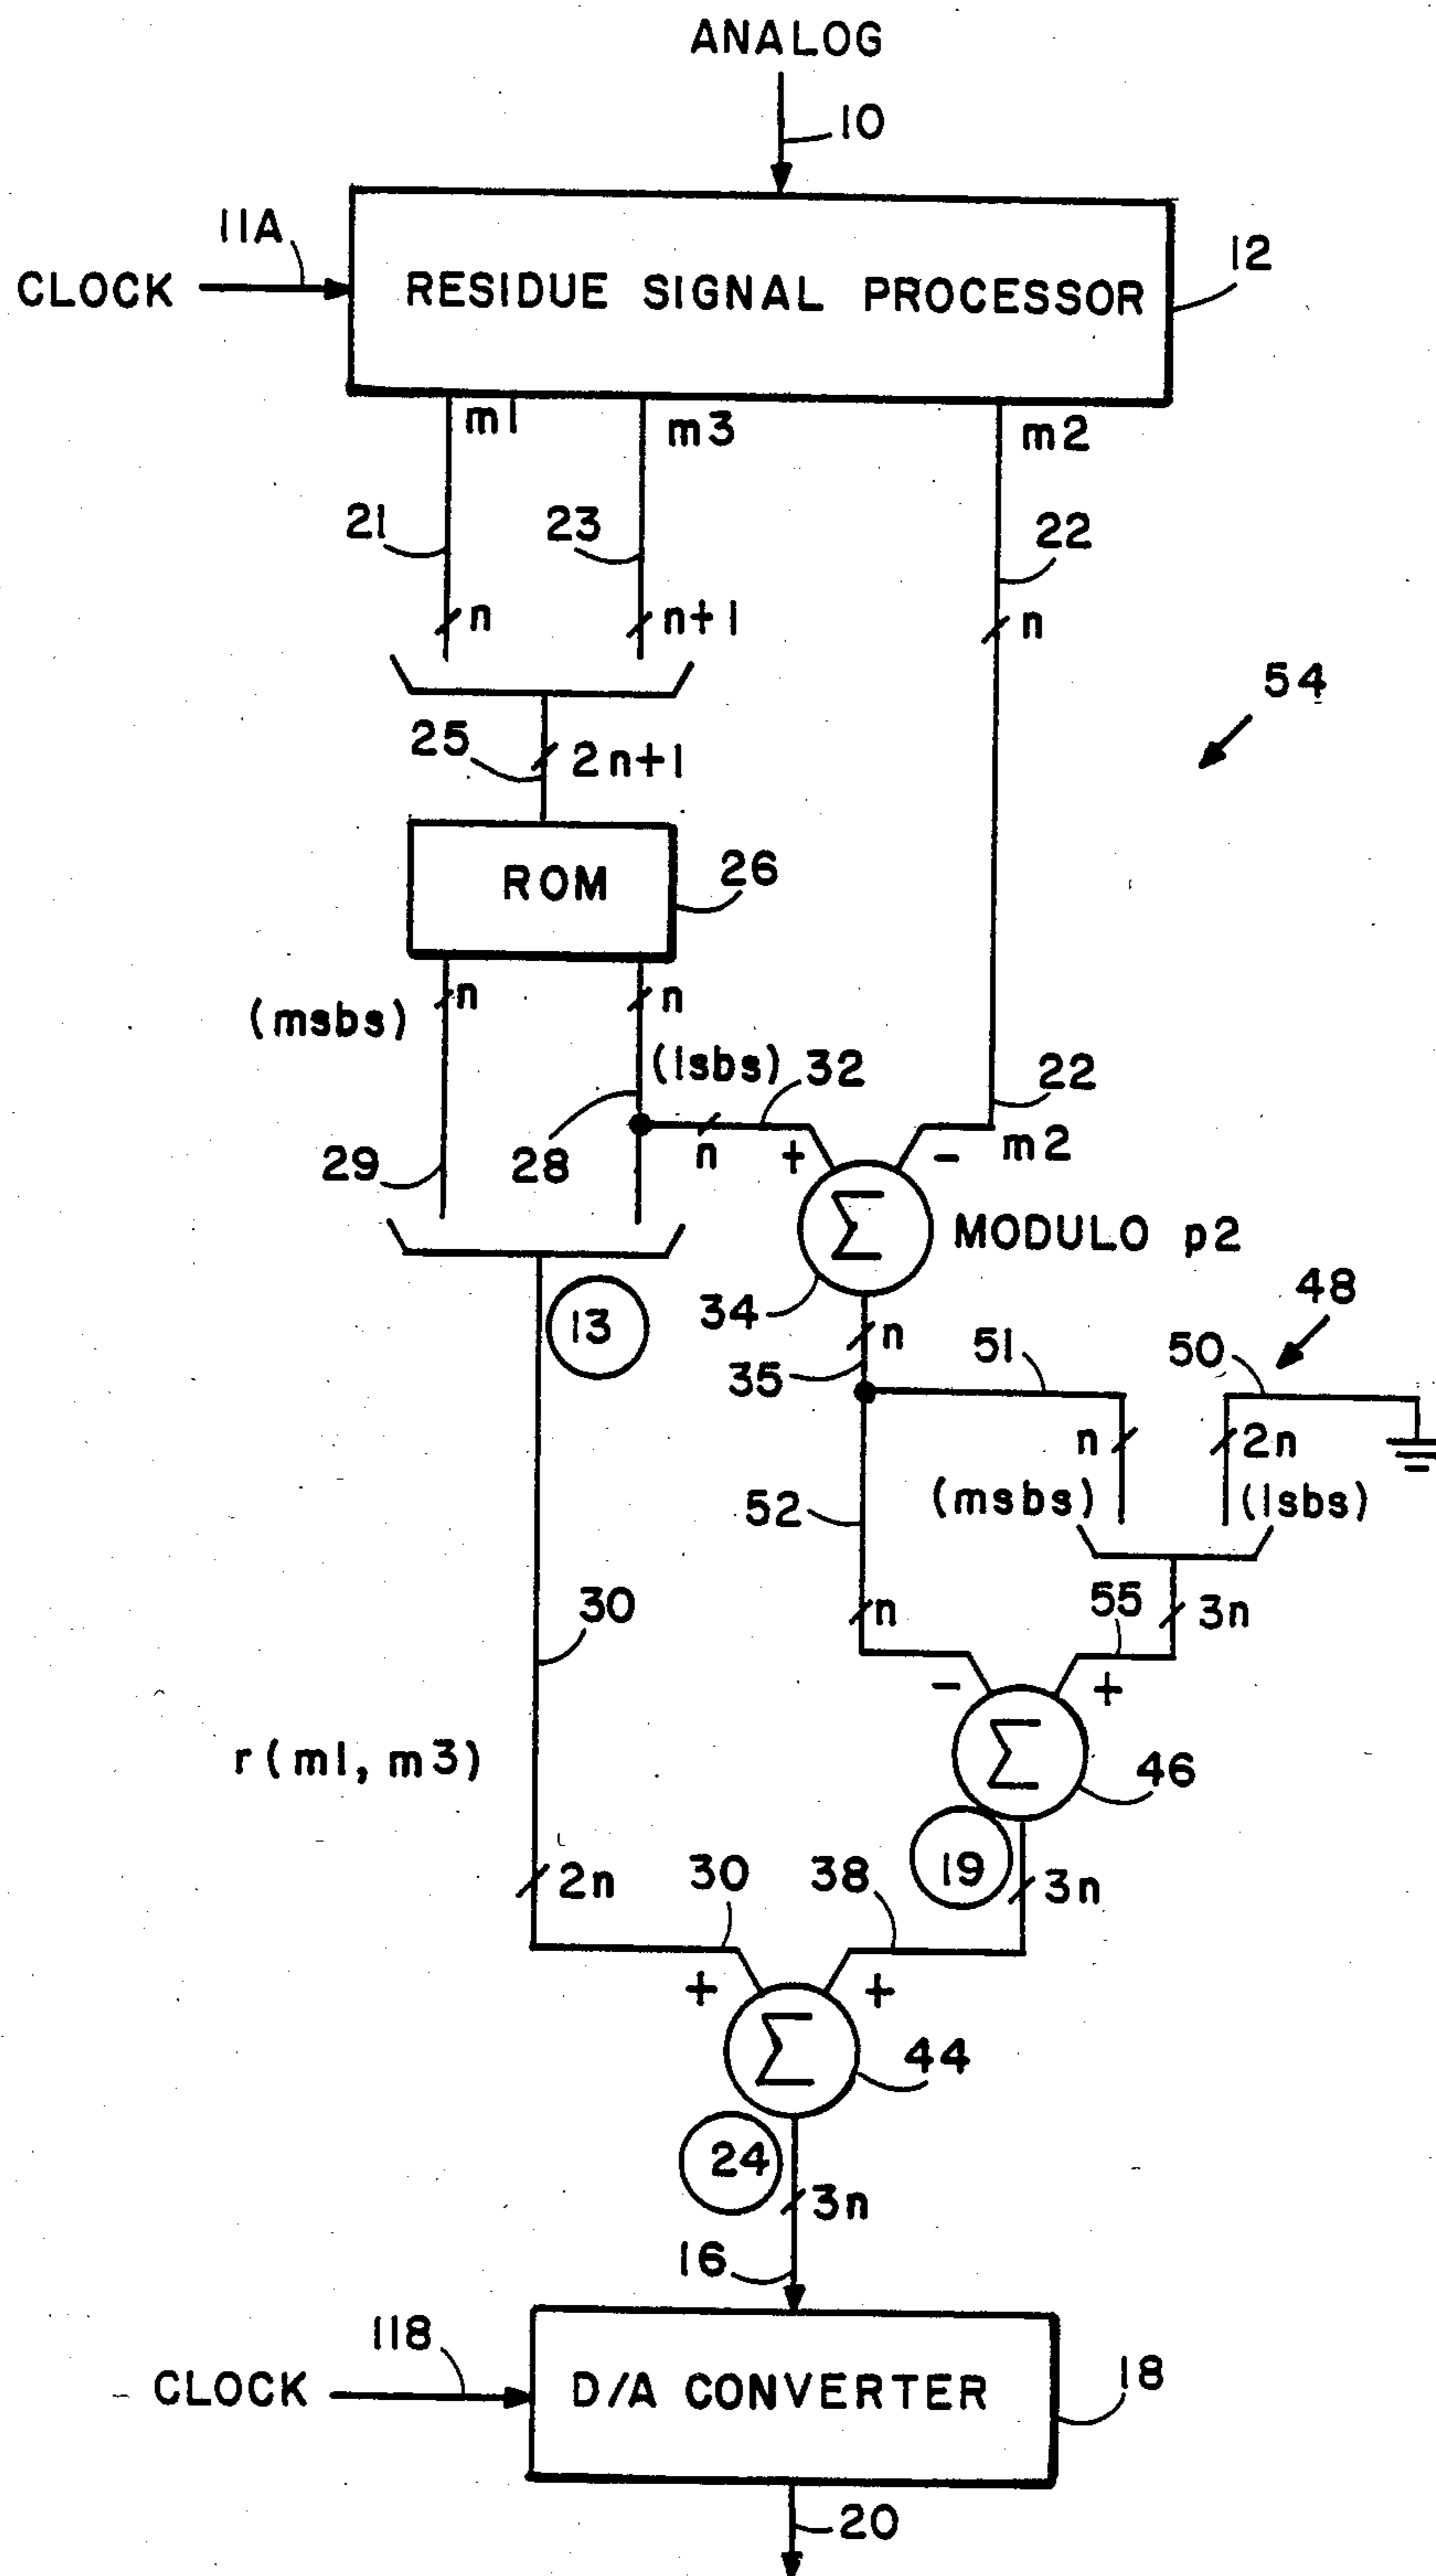 ANALOG
10
11A
CLOCK
RESIDUE SIGNAL PROCESSOR
12
m1
m3
m2
21
23
22
n
n+1
n
54
25
2n+1
ROM
26
(msbs)
n
n
(lsbs)
32
22
29
28
n
+
-
m2
Σ
MODULO p2
13
34
n
48
35
51
50
n
2n
52
(msbs)
(lsbs)
30
n
55
3n
-
+
r(m1, m3)
Σ
46
19
2n
30
38
3n
+
+
Σ
44
24
3n
16
118
CLOCK
D/A CONVERTER
18
20